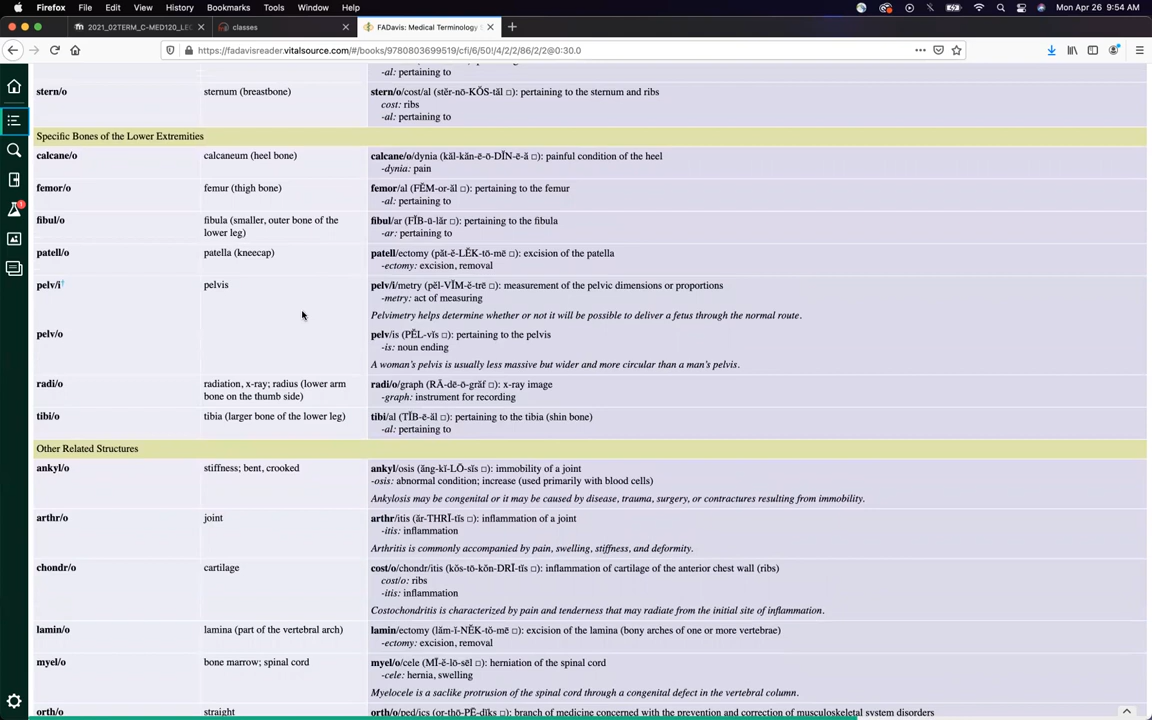 Firefox File Edit View History Bookmarks Tools Window Help Mon Apr 26 9:54 AM
2021_02TERM_C-MED120_LEC classes FADavis: Medical Terminology
https://fadavisreader.vitalsource.com/#/books/9780803699519/cfi/6/50!/4/2/2/86/2/2@0:30.0
-al: pertaining to
stern/o sternum (breastbone) stern/o/cost/al (stĕr-nō-KŎS-tăl □): pertaining to the sternum and ribs
cost: ribs
-al: pertaining to
Specific Bones of the Lower Extremities
calcane/o calcaneum (heel bone) calcane/o/dynia (kăl-kăn-ē-ō-DĬN-ē-ă □): painful condition of the heel
-dynia: pain
femor/o femur (thigh bone) femor/al (FĔM-or-ăl □): pertaining to the femur
-al: pertaining to
fibul/o fibula (smaller, outer bone of the fibul/ar (FĬB-ū-lăr □): pertaining to the fibula
lower leg) -ar: pertaining to
patell/o patella (kneecap) patell/ectomy (păt-ĕ-LĔK-tō-mē □): excision of the patella
-ectomy: excision, removal
pelv/i† pelvis pelv/i/metry (pĕl-VĬM-ĕ-trē □): measurement of the pelvic dimensions or proportions
-metry: act of measuring
Pelvimetry helps determine whether or not it will be possible to deliver a fetus through the normal route.
pelv/o pelv/is (PĔL-vĭs □): pertaining to the pelvis
-is: noun ending
A woman's pelvis is usually less massive but wider and more circular than a man's pelvis.
radi/o radiation, x-ray; radius (lower arm radi/o/graph (RĀ-dē-ō-grăf □): x-ray image
bone on the thumb side) -graph: instrument for recording
tibi/o tibia (larger bone of the lower leg) tibi/al (TĬB-ē-ăl □): pertaining to the tibia (shin bone)
-al: pertaining to
Other Related Structures
ankyl/o stiffness; bent, crooked ankyl/osis (ăng-kĭ-LŌ-sĭs □): immobility of a joint
-osis: abnormal condition; increase (used primarily with blood cells)
Ankylosis may be congenital or it may be caused by disease, trauma, surgery, or contractures resulting from immobility.
arthr/o joint arthr/itis (ăr-THRĪ-tĭs □): inflammation of a joint
-itis: inflammation
Arthritis is commonly accompanied by pain, swelling, stiffness, and deformity.
chondr/o cartilage cost/o/chondr/itis (kŏs-tō-kŏn-DRĪ-tĭs □): inflammation of cartilage of the anterior chest wall (ribs)
cost/o: ribs
-itis: inflammation
Costochondritis is characterized by pain and tenderness that may radiate from the initial site of inflammation.
lamin/o lamina (part of the vertebral arch) lamin/ectomy (lăm-ĭ-NĔK-tō-mē □): excision of the lamina (bony arches of one or more vertebrae)
-ectomy: excision, removal
myel/o bone marrow; spinal cord myel/o/cele (MĪ-ĕ-lō-sēl □): herniation of the spinal cord
-cele: hernia, swelling
Myelocele is a saclike protrusion of the spinal cord through a congenital defect in the vertebral column.
orth/o straight orth/o/ped/ics (or-thō-PĒ-dĭks □): branch of medicine concerned with the prevention and correction of musculoskeletal system disorders